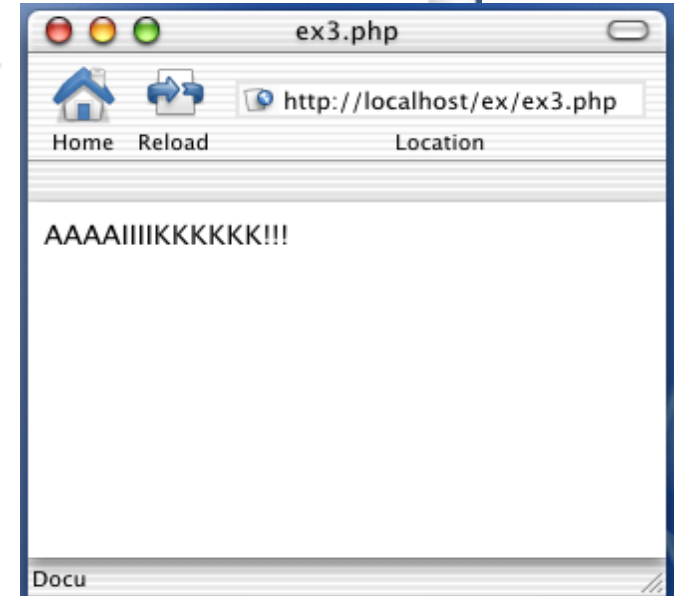 ex3.php
http://localhost/ex/ex3.php
Home Reload Location
AAAAIIIIKKKKKK!!!
Docu